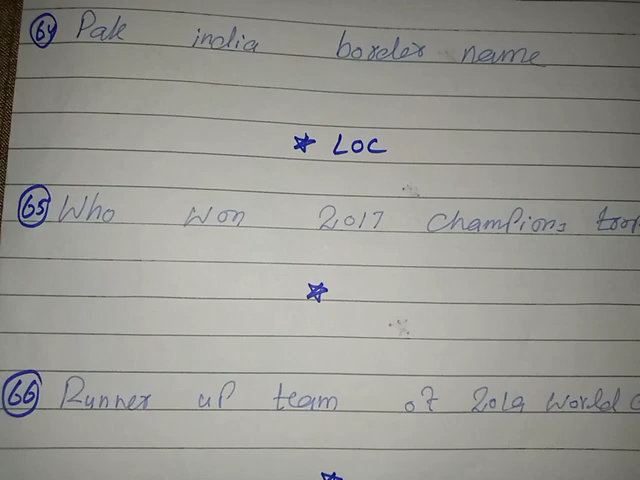 64 Pak india border name
★ LOC
65 Who won 2017 Champions
★
66 Runner up team of 2019 World